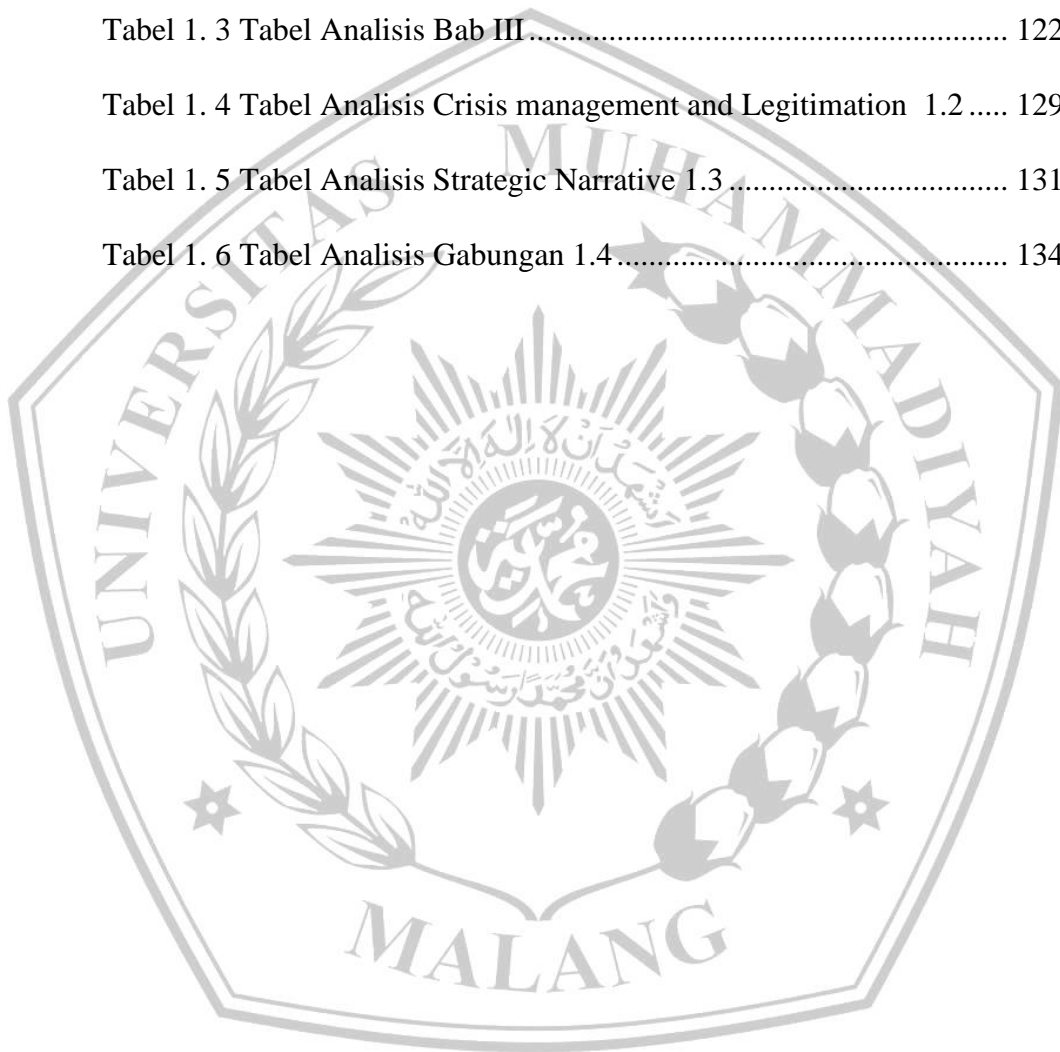 Tabel 1. 3 Tabel Analisis Bab III.......................................................... 122
Tabel 1. 4 Tabel Analisis Crisis management and Legitimation  1.2..... 129
Tabel 1. 5 Tabel Analisis Strategic Narrative 1.3.................................. 131
Tabel 1. 6 Tabel Analisis Gabungan 1.4................................................ 134
UNIVERSITAS MUHAMMADIYAH
MALANG